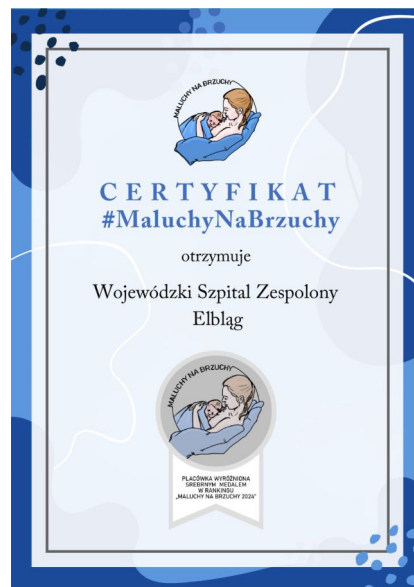 MALUCHY NA BRZUCHY
CERTYFIKAT
#MaluchyNaBrzuchy
otrzymuje
Wojewódzki Szpital Zespolony
Elbląg
MALUCHY NA BRZUCHY
PLACÓWKA WYRÓŻNIONA
SREBRNYM MEDALEM
W RANKINGU
„MALUCHY NA BRZUCHY 2024"